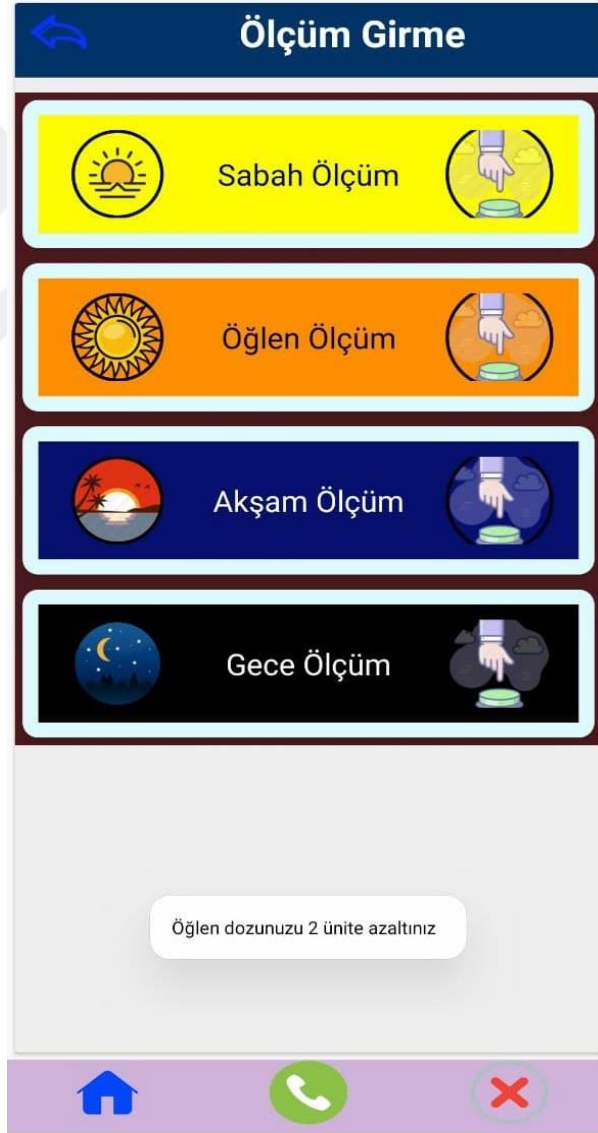 Ölçüm Girme
Sabah Ölçüm
Öğlen Ölçüm
Akşam Ölçüm
Gece Ölçüm
Öğlen dozunuzu 2 ünite azaltınız